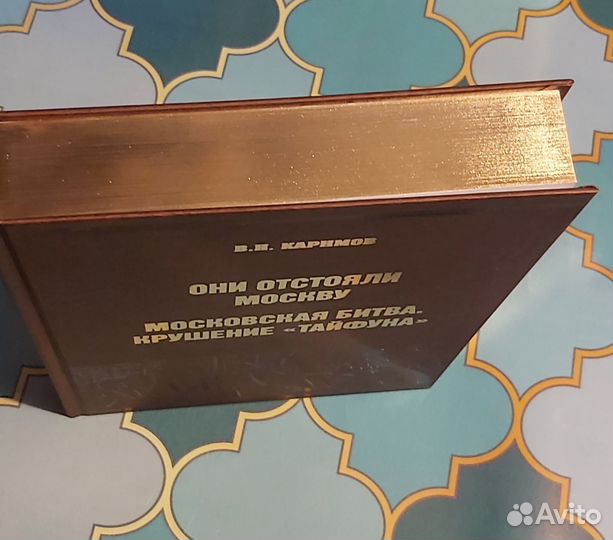 В.Н. КАРИМОВ
ОНИ ОТСТОЯЛИ
МОСКВУ
МОСКОВСКАЯ БИТВА.
КРУШЕНИЕ «ТАЙФУНА»
Avito